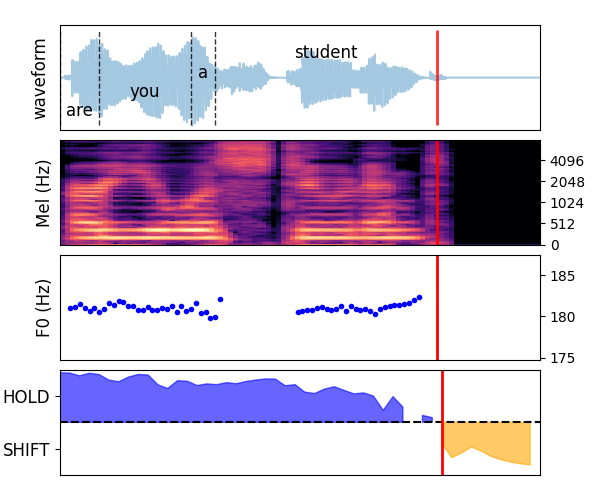 waveform
are
you
a
student
Mel (Hz)
4096
2048
1024
512
0
F0 (Hz)
185
180
175
HOLD
SHIFT